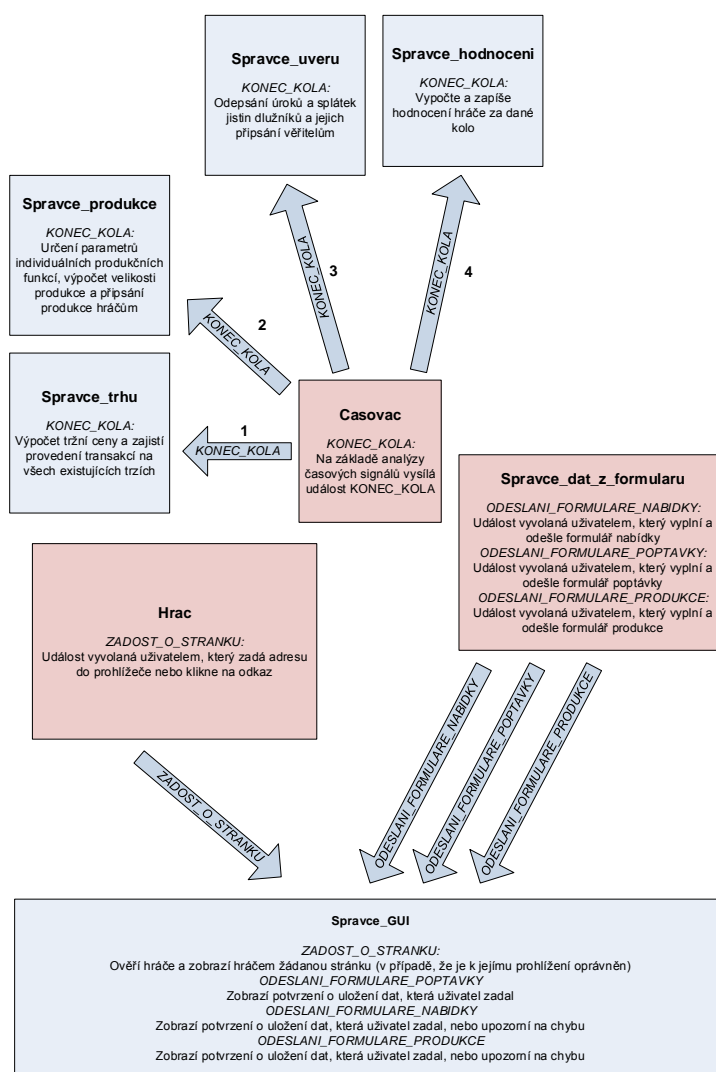 Spravce_uveru
KONEC_KOLA:
Odepsání úroků a splátek
jistin dlužníků a jejich
připsání věřitelům
Spravce_hodnoceni
KONEC_KOLA:
Vypočte a zapíše
hodnocení hráče za dané
kolo
Spravce_produkce
KONEC_KOLA:
Určení parametrů
individuálních produkčních
funkcí, výpočet velikosti
produkce a připsání
produkce hráčům
KONEC_KOLA
3
KONEC_KOLA
4
KONEC_KOLA
2
Spravce_trhu
KONEC_KOLA:
Výpočet tržní ceny a zajistí
provedení transakcí na
všech existujících trzích
KONEC_KOLA
1
Casovac
KONEC_KOLA:
Na základě analýzy
časových signálů vysílá
událost KONEC_KOLA
Spravce_dat_z_formularu
ODESLANI_FORMULARE_NABIDKY:
Událost vyvolaná uživatelem, který vyplní a
odešle formulář nabídky
ODESLANI_FORMULARE_POPTAVKY:
Událost vyvolaná uživatelem, který vyplní a
odešle formulář poptávky
ODESLANI_FORMULARE_PRODUKCE:
Událost vyvolaná uživatelem, který vyplní a
odešle formulář produkce
Hrac
ZADOST_O_STRANKU:
Událost vyvolaná uživatelem, který zadá adresu
do prohlížeče nebo klikne na odkaz
ZADOST_O_STRANKU
ODESLANI_FORMULARE_NABIDKY
ODESLANI_FORMULARE_POPTAVKY
ODESLANI_FORMULARE_PRODUKCE
Spravce_GUI
ZADOST_O_STRANKU:
Ověří hráče a zobrazí hráčem žádanou stránku (v případě, že je k jejímu prohlížení oprávněn)
ODESLANI_FORMULARE_POPTAVKY
Zobrazí potvrzení o uložení dat, která uživatel zadal
ODESLANI_FORMULARE_NABIDKY
Zobrazí potvrzení o uložení dat, která uživatel zadal, nebo upozorní na chybu
ODESLANI_FORMULARE_PRODUKCE
Zobrazí potvrzení o uložení dat, která uživatel zadal, nebo upozorní na chybu